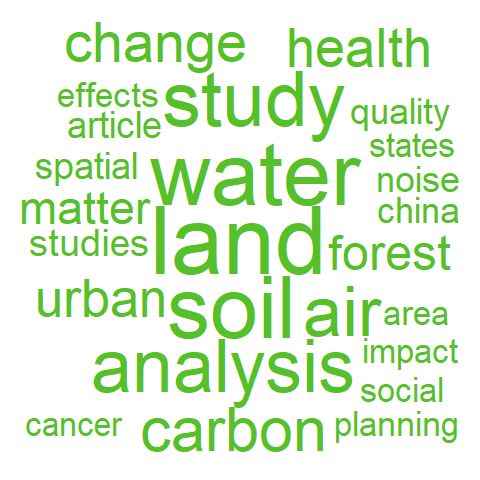 change health
effects study quality
article
spatial water states
noise
matter china
studies land forest
urban soil air area
analysis impact
social
cancer carbon planning